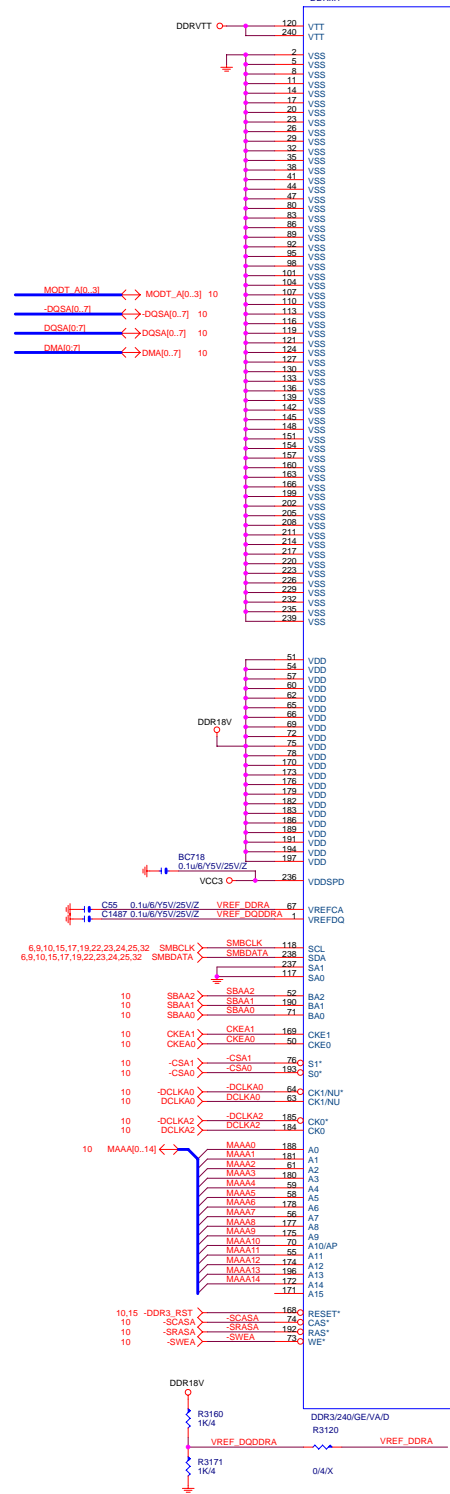 DDRVTT
120 VTT
240 VTT
2 VSS
5 VSS
8 VSS
11 VSS
14 VSS
17 VSS
20 VSS
23 VSS
26 VSS
29 VSS
32 VSS
35 VSS
38 VSS
41 VSS
44 VSS
47 VSS
80 VSS
83 VSS
86 VSS
89 VSS
92 VSS
95 VSS
98 VSS
101 VSS
104 VSS
MODT_A[0..3] MODT_A[0..3] 10 107 VSS
110 VSS
-DQSA[0..7] -DQSA[0..7] 10 113 VSS
116 VSS
DQSA[0:7] DQSA[0..7] 10 119 VSS
121 VSS
DMA[0:7] DMA[0..7] 10 124 VSS
127 VSS
130 VSS
133 VSS
136 VSS
139 VSS
142 VSS
145 VSS
148 VSS
151 VSS
154 VSS
157 VSS
160 VSS
163 VSS
166 VSS
199 VSS
202 VSS
205 VSS
208 VSS
211 VSS
214 VSS
217 VSS
220 VSS
223 VSS
226 VSS
229 VSS
232 VSS
235 VSS
239 VSS
51 VDD
54 VDD
57 VDD
60 VDD
62 VDD
65 VDD
66 VDD
69 VDD
DDR18V 72 VDD
75 VDD
78 VDD
170 VDD
173 VDD
176 VDD
179 VDD
182 VDD
183 VDD
186 VDD
189 VDD
191 VDD
194 VDD
197 VDD
BC718
0.1u/6/Y5V/25V/Z
VCC3 236 VDDSPD
C55 0.1u/6/Y5V/25V/Z VREF_DDRA 67 VREFCA
C1487 0.1u/6/Y5V/25V/Z VREF_DQDDRA 1 VREFDQ
6,9,10,15,17,19,22,23,24,25,32 SMBCLK SMBCLK 118 SCL
6,9,10,15,17,19,22,23,24,25,32 SMBDATA SMBDATA 238 SDA
237 SA1
117 SA0
10 SBAA2 SBAA2 52 BA2
10 SBAA1 SBAA1 190 BA1
10 SBAA0 SBAA0 71 BA0
10 CKEA1 CKEA1 169 CKE1
10 CKEA0 CKEA0 50 CKE0
10 -CSA1 -CSA1 76 S1*
10 -CSA0 -CSA0 193 S0*
10 -DCLKA0 -DCLKA0 64 CK1/NU*
10 DCLKA0 DCLKA0 63 CK1/NU
10 -DCLKA2 -DCLKA2 185 CK0*
10 DCLKA2 DCLKA2 184 CK0
10 MAAA[0..14] MAAA0 188 A0
MAAA1 181 A1
MAAA2 61 A2
MAAA3 180 A3
MAAA4 59 A4
MAAA5 58 A5
MAAA6 178 A6
MAAA7 56 A7
MAAA8 177 A8
MAAA9 175 A9
MAAA10 70 A10/AP
MAAA11 55 A11
MAAA12 174 A12
MAAA13 196 A13
MAAA14 172 A14
171 A15
10,15 -DDR3_RST 168 RESET*
10 -SCASA -SCASA 74 CAS*
10 -SRASA -SRASA 192 RAS*
10 -SWEA -SWEA 73 WE*
DDR18V
R3160
1K/4
DDR3/240/GE/VA/D
R3120
VREF_DQDDRA VREF_DDRA
R3171
1K/4
0/4/X